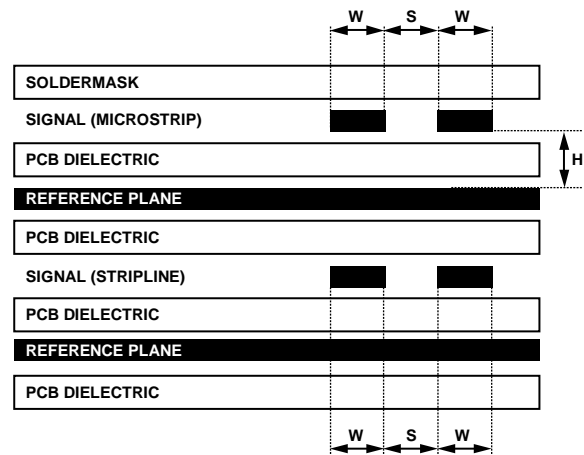 W S W
SOLDERMASK
SIGNAL (MICROSTRIP)
H
PCB DIELECTRIC
REFERENCE PLANE
PCB DIELECTRIC
SIGNAL (STRIPLINE)
PCB DIELECTRIC
REFERENCE PLANE
PCB DIELECTRIC
W S W